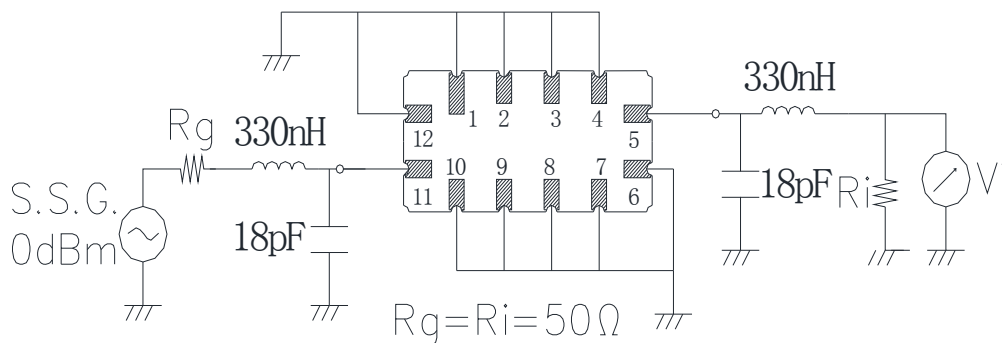 330nH
Rg
330nH
1
2
3
4
5
12
10
9
8
7
6
11
S.S.G.
0dBm
18pF
18pF
Ri
V
Rg=Ri=50Ω